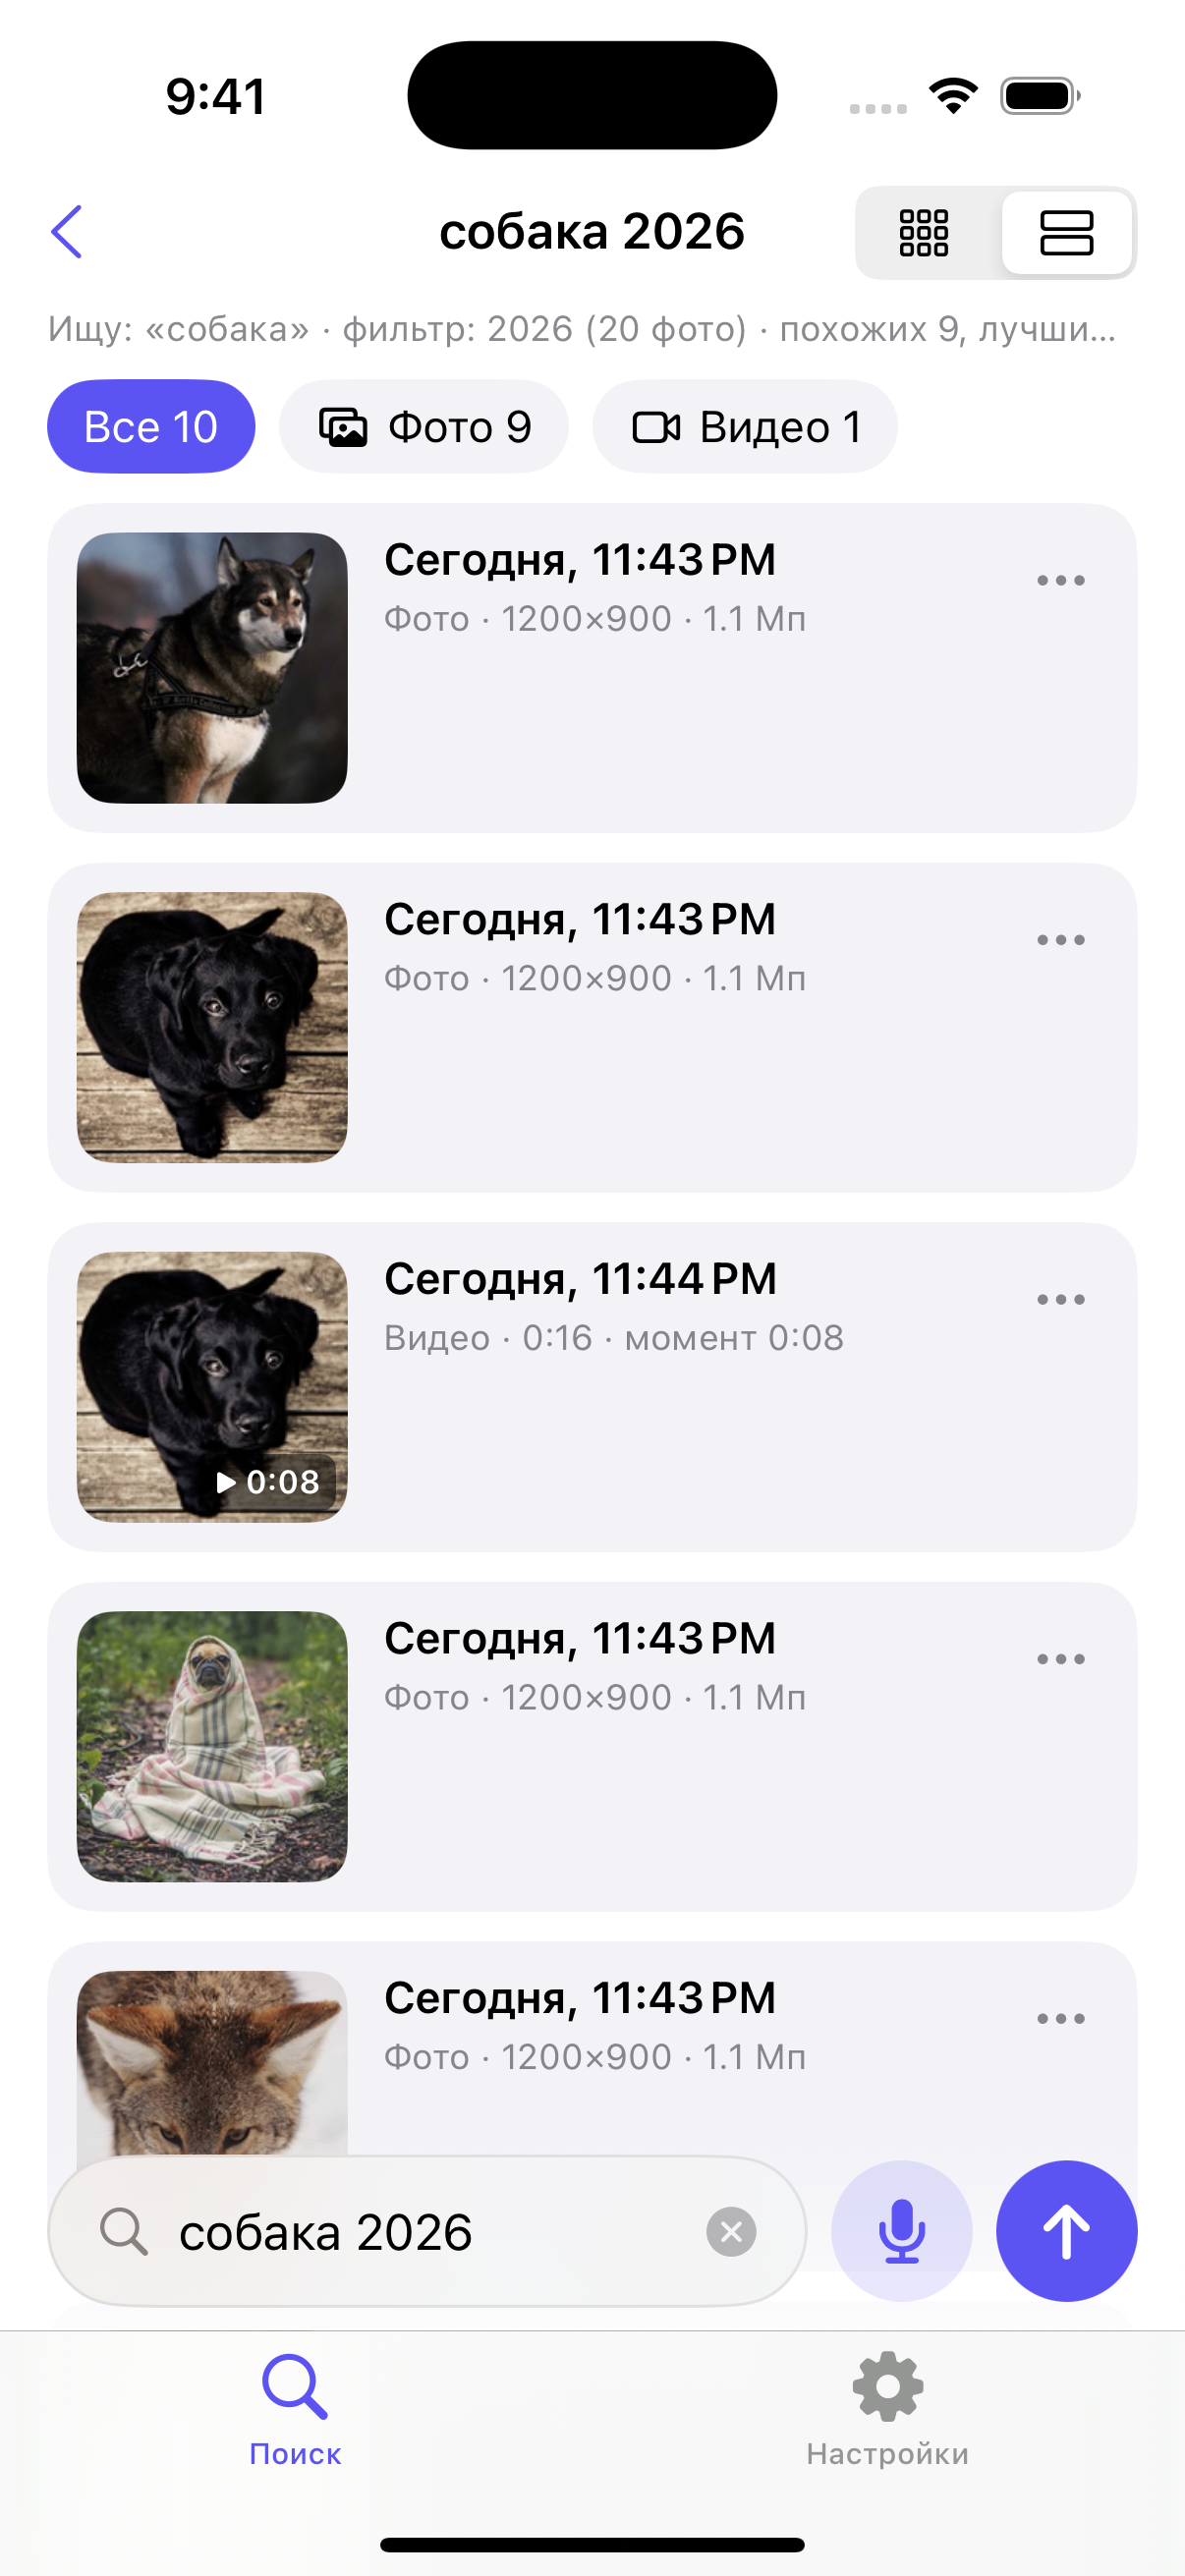 9:41
собака 2026
Ищу: «собака» · фильтр: 2026 (20 фото) · похожих 9, лучши...
Все 10 Фото 9 Видео 1
Сегодня, 11:43 PM
Фото · 1200×900 · 1.1 Мп
Сегодня, 11:43 PM
Фото · 1200×900 · 1.1 Мп
Сегодня, 11:44 PM
Видео · 0:16 · момент 0:08
0:08
Сегодня, 11:43 PM
Фото · 1200×900 · 1.1 Мп
Сегодня, 11:43 PM
Фото · 1200×900 · 1.1 Мп
собака 2026
Поиск Настройки